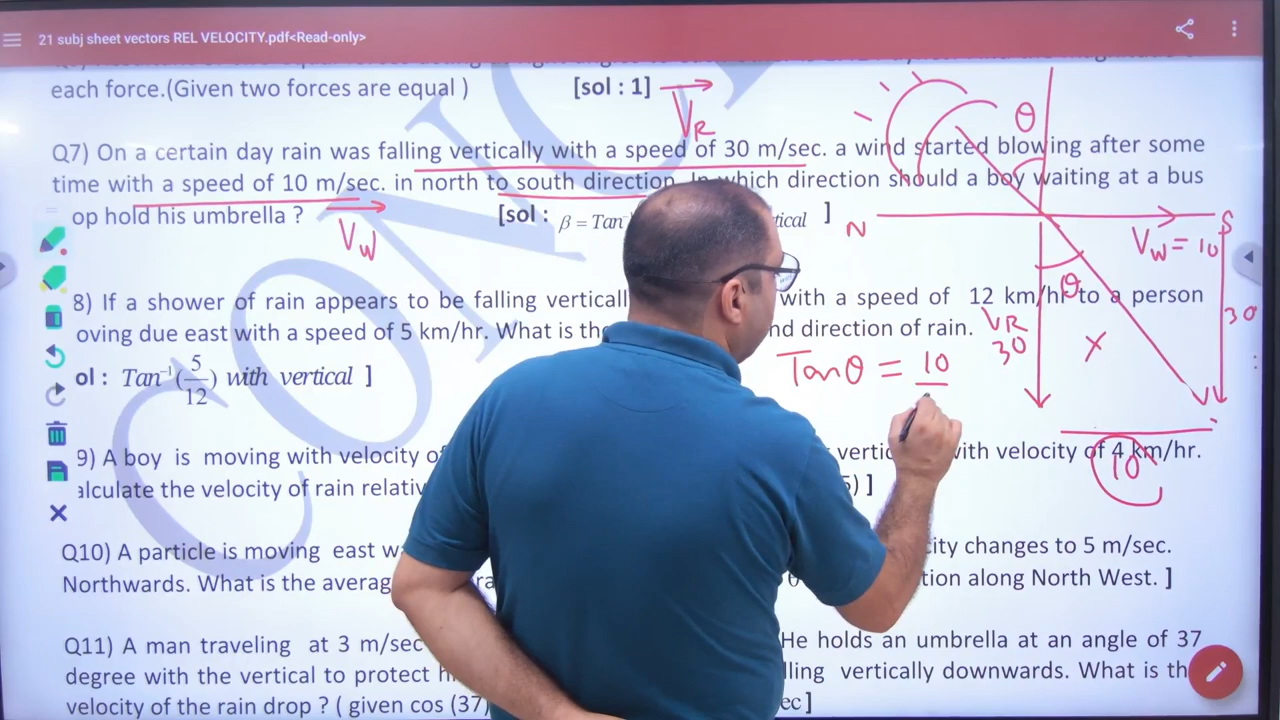 21 subj sheet vectors REL VELOCITY.pdf<Read-only>
each force.(Given two forces are equal ) [sol : 1]
VR
θ
Q7) On a certain day rain was falling vertically with a speed of 30 m/sec. a wind started blowing after some
time with a speed of 10 m/sec. in north to south direction. In which direction should a boy waiting at a bus
op hold his umbrella ? [sol : β = Tan tical ]
VW
N
S
VW = 10
θ
VR
30
30
8) If a shower of rain appears to be falling verticall with a speed of 12 km/hr to a person
oving due east with a speed of 5 km/hr. What is the nd direction of rain.
ol : Tan⁻¹(5/12) with vertical ]
Tanθ = 10
X
10
9) A boy is moving with velocity of vertic with velocity of 4 km/hr.
alculate the velocity of rain relativ 5) ]
Q10) A particle is moving east w city changes to 5 m/sec.
Northwards. What is the averag tion along North West. ]
Q11) A man traveling at 3 m/sec He holds an umbrella at an angle of 37
degree with the vertical to protect h lling vertically downwards. What is th
velocity of the rain drop ? ( given cos (37) ec]
CONC